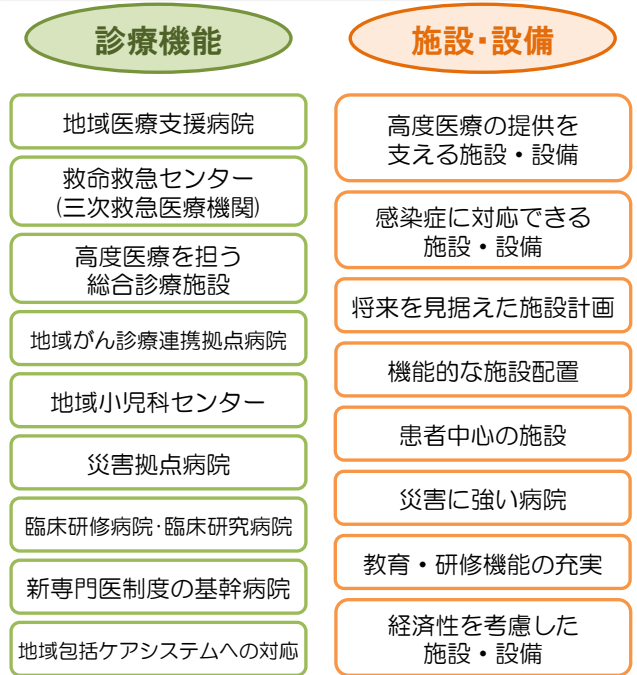 診療機能
地域医療支援病院
救命救急センター
(三次救急医療機関)
高度医療を担う
総合診療施設
地域がん診療連携拠点病院
地域小児科センター
災害拠点病院
臨床研修病院･臨床研究病院
新専門医制度の基幹病院
地域包括ケアシステムへの対応
施設･設備
高度医療の提供を
支える施設・設備
感染症に対応できる
施設・設備
将来を見据えた施設計画
機能的な施設配置
患者中心の施設
災害に強い病院
教育・研修機能の充実
経済性を考慮した
施設・設備